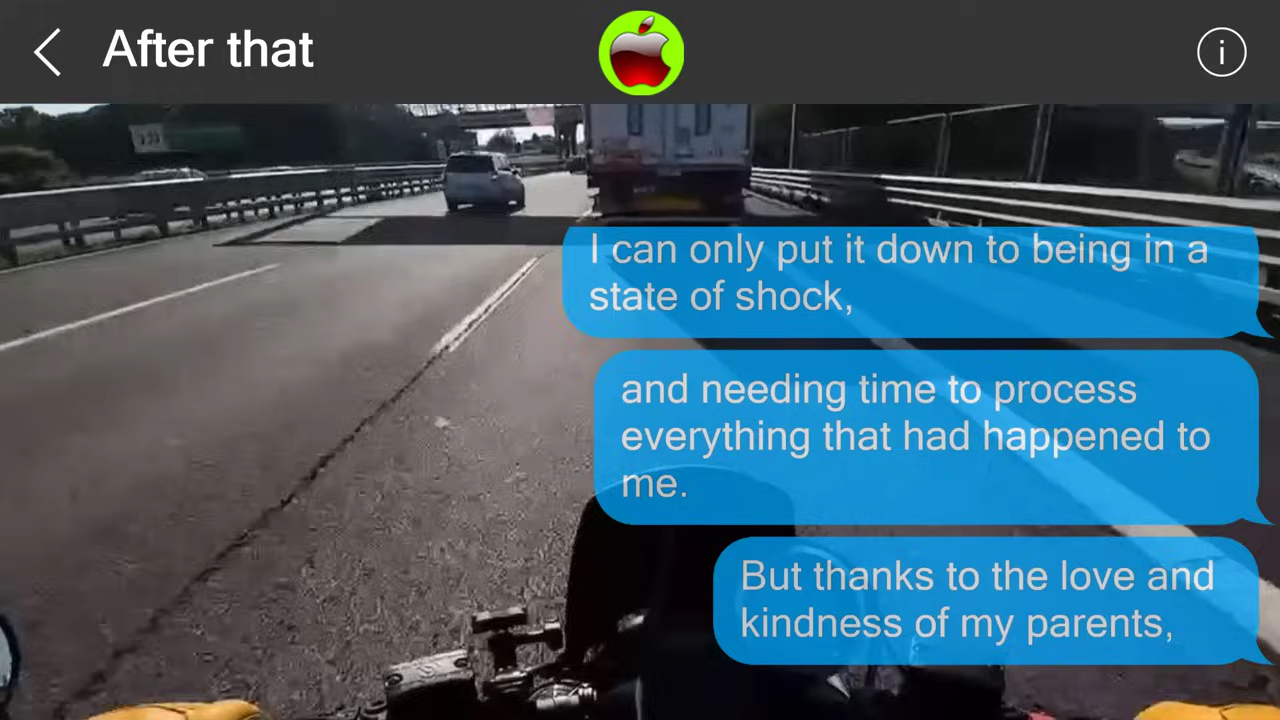 After that
i
I can only put it down to being in a
state of shock,
and needing time to process
everything that had happened to
me.
But thanks to the love and
kindness of my parents,